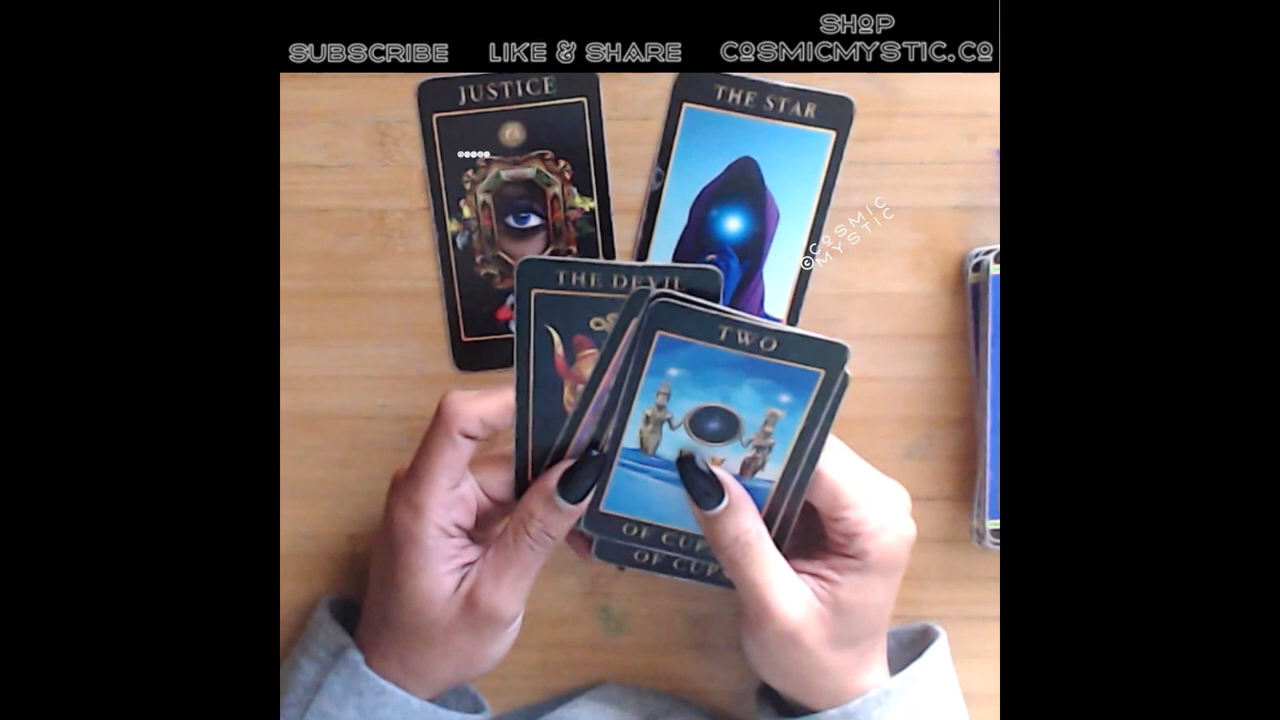 SHOP
SUBSCRIBE LIKE & SHARE COSMICMYSTIC.CO
JUSTICE
THE STAR
©COSMIC
MYSTIC
THE DEVIL
TWO
OF CUPS
OF CUPS